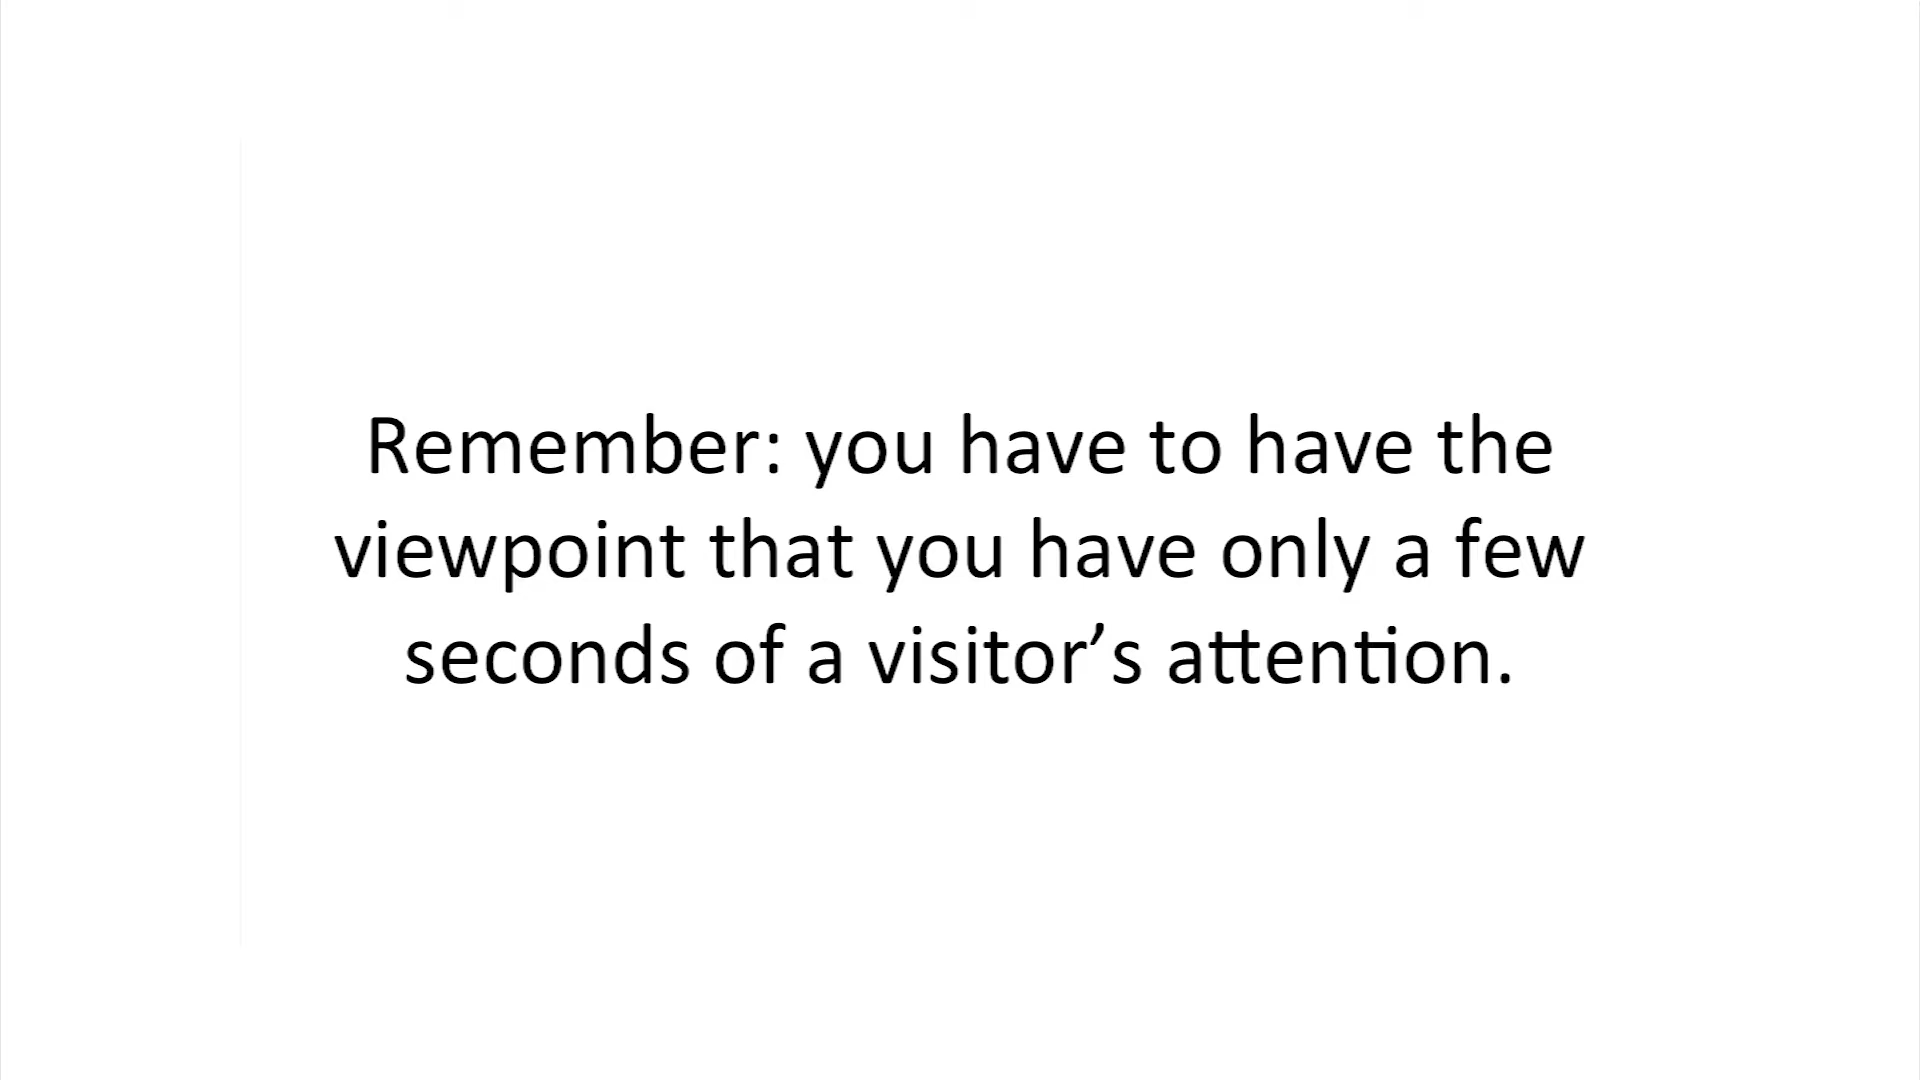 Remember: you have to have the
viewpoint that you have only a few
seconds of a visitor’s attention.